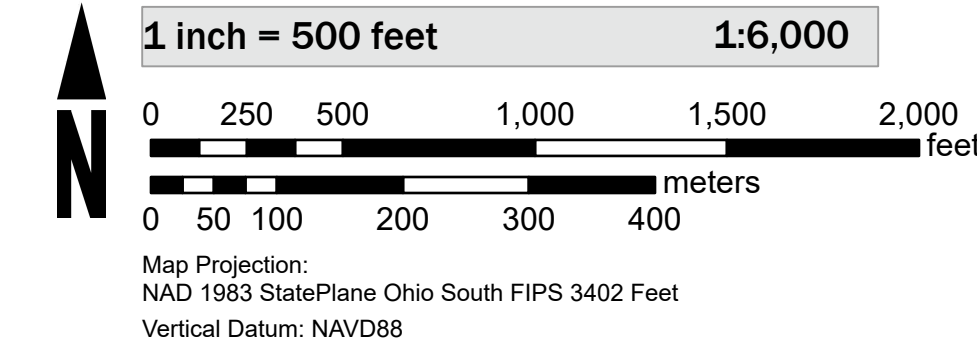 1 inch = 500 feet 1:6,000
0 250 500 1,000 1,500 2,000
feet
N
meters
0 50 100 200 300 400
Map Projection:
NAD 1983 StatePlane Ohio South FIPS 3402 Feet
Vertical Datum: NAVD88